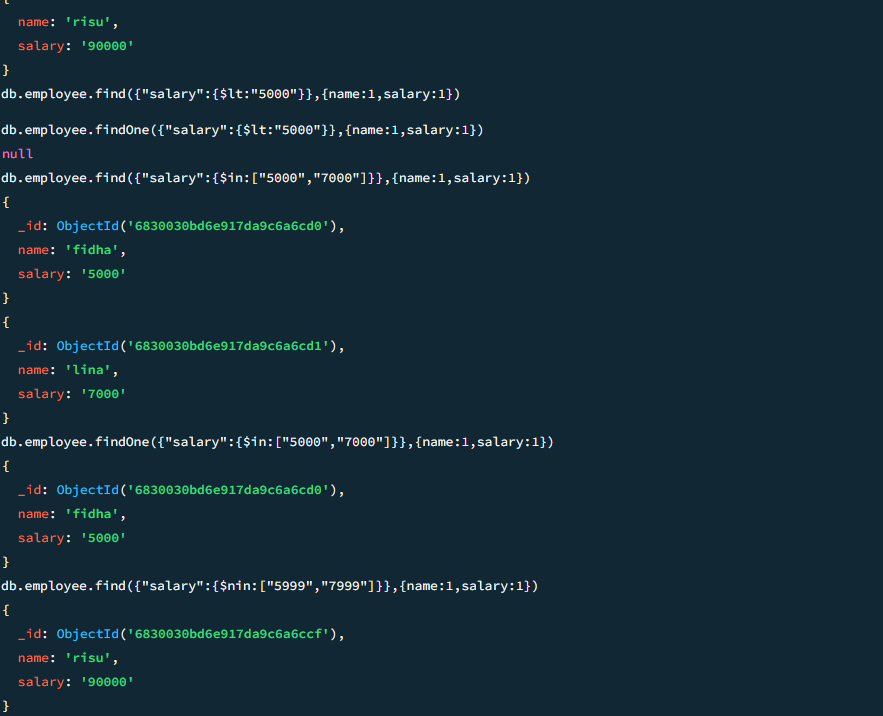 {
  name: 'risu',
  salary: '90000'
}
db.employee.find({"salary":{$lt:"5000"}},{name:1,salary:1})
db.employee.findOne({"salary":{$lt:"5000"}},{name:1,salary:1})
null
db.employee.find({"salary":{$in:["5000","7000"]}},{name:1,salary:1})
{
  _id: ObjectId('6830030bd6e917da9c6a6cd0'),
  name: 'fidha',
  salary: '5000'
}
{
  _id: ObjectId('6830030bd6e917da9c6a6cd1'),
  name: 'lina',
  salary: '7000'
}
db.employee.findOne({"salary":{$in:["5000","7000"]}},{name:1,salary:1})
{
  _id: ObjectId('6830030bd6e917da9c6a6cd0'),
  name: 'fidha',
  salary: '5000'
}
db.employee.find({"salary":{$nin:["5999","7999"]}},{name:1,salary:1})
{
  _id: ObjectId('6830030bd6e917da9c6a6ccf'),
  name: 'risu',
  salary: '90000'
}